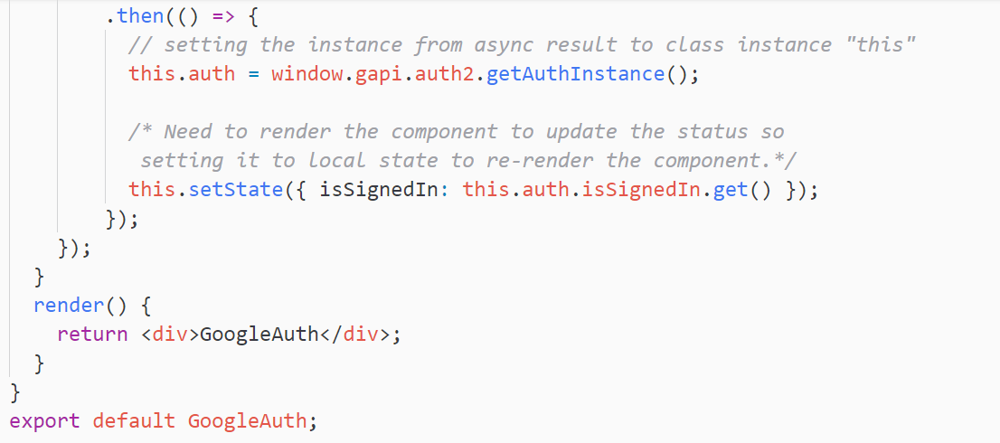 .then(() => {
// setting the instance from async result to class instance "this"
this.auth = window.gapi.auth2.getAuthInstance();
/* Need to render the component to update the status so
setting it to local state to re-render the component.*/
this.setState({ isSignedIn: this.auth.isSignedIn.get() });
});
});
}
render() {
return <div>GoogleAuth</div>;
}
}
export default GoogleAuth;